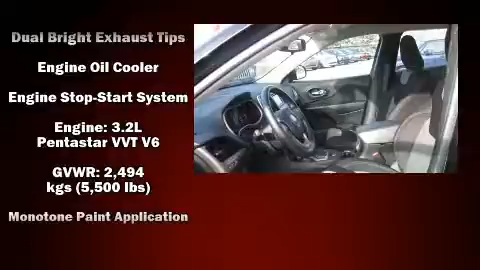 Dual Bright Exhaust Tips
Engine Oil Cooler
Engine Stop-Start System
Engine: 3.2L
Pentastar VVT V6
GVWR: 2,494
kgs (5,500 lbs)
Monotone Paint Application